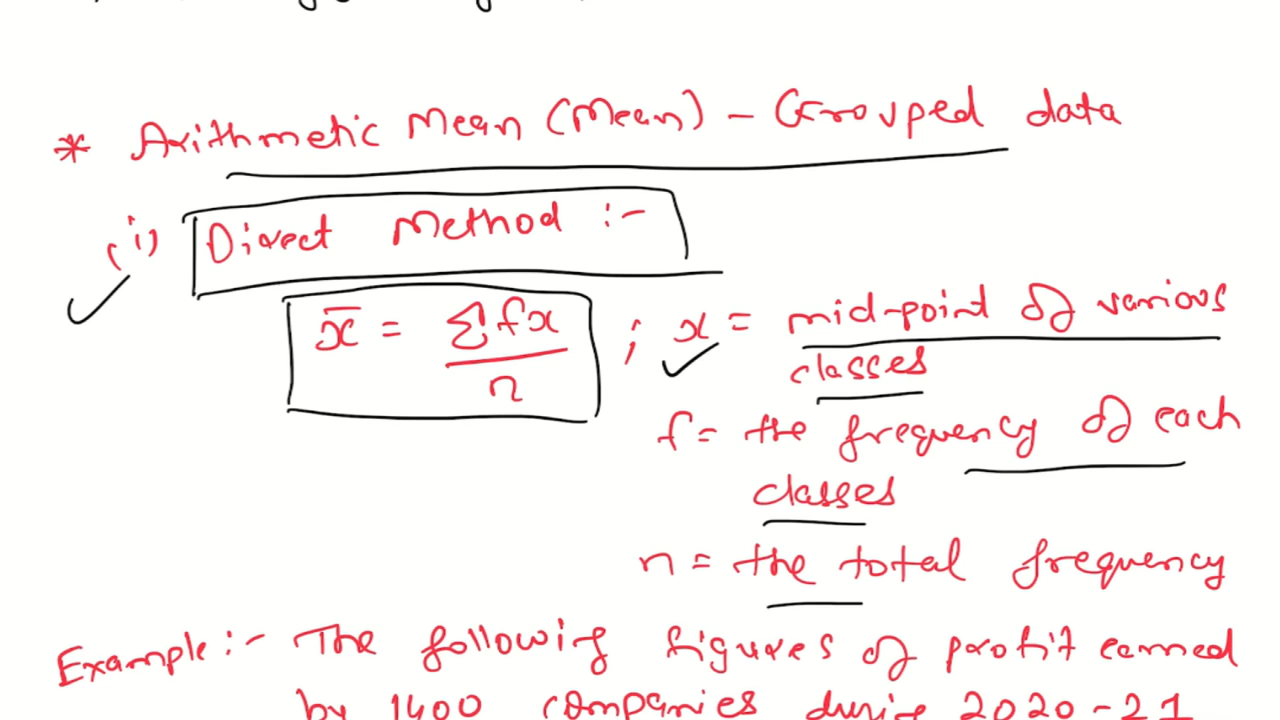 * Arithmetic Mean (Mean) - Grouped data
(i) Direct Method :-
x̄ = Σfx / n ; x = mid-point of various
classes
f = the frequency of each
classes
n = the total frequency
Example :- The following figures of profit earned
by 1400 companies during 2020-21